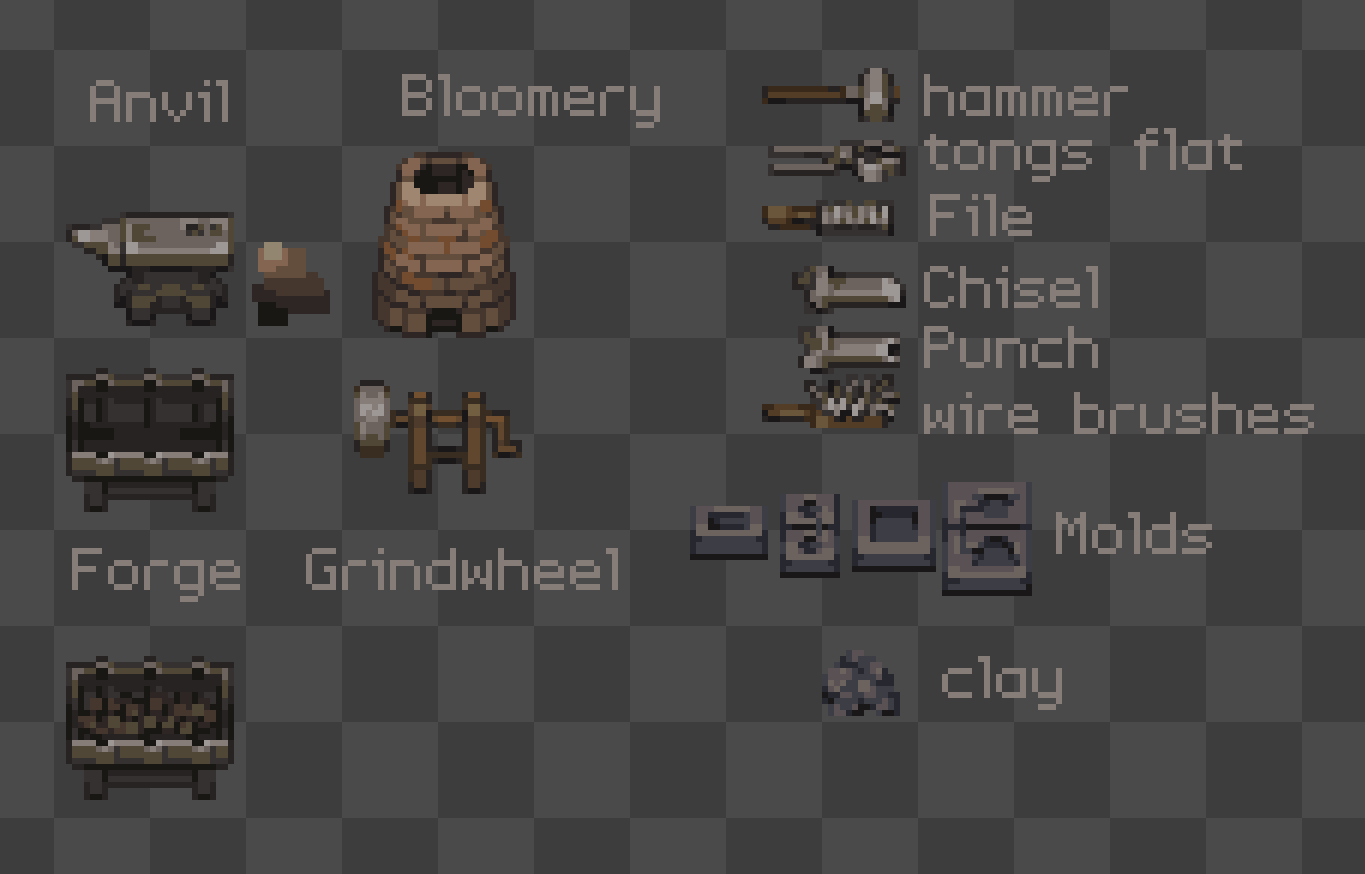 Anvil
Bloomery
hammer
tongs flat
File
Chisel
Punch
wire brushes
Molds
Forge
Grindwheel
clay